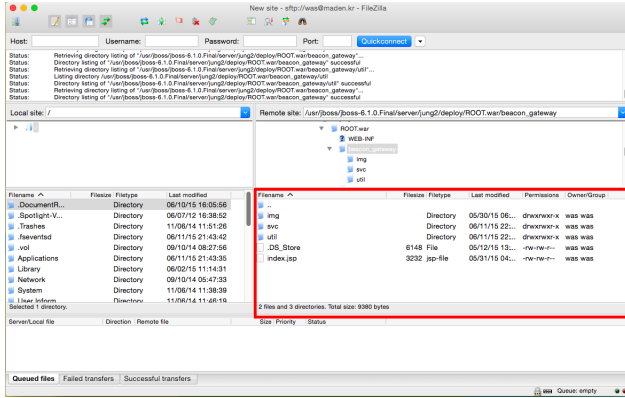 New site - sftp://was@maden.kr - FileZilla
Host: Username: Password: Port: Quickconnect
Status: Retrieving directory listing of "/usr/jboss/jboss-6.1.0.Final/server/jung2/deploy/ROOT.war/beacon_gateway"...
Status: Directory listing of "/usr/jboss/jboss-6.1.0.Final/server/jung2/deploy/ROOT.war/beacon_gateway" successful
Status: Retrieving directory listing of "/usr/jboss/jboss-6.1.0.Final/server/jung2/deploy/ROOT.war/beacon_gateway/util"...
Status: Listing directory /usr/jboss/jboss-6.1.0.Final/server/jung2/deploy/ROOT.war/beacon_gateway/util
Status: Directory listing of "/usr/jboss/jboss-6.1.0.Final/server/jung2/deploy/ROOT.war/beacon_gateway/util" successful
Status: Retrieving directory listing of "/usr/jboss/jboss-6.1.0.Final/server/jung2/deploy/ROOT.war/beacon_gateway"...
Status: Directory listing of "/usr/jboss/jboss-6.1.0.Final/server/jung2/deploy/ROOT.war/beacon_gateway" successful
Local site: /
Remote site: /usr/jboss/jboss-6.1.0.Final/server/jung2/deploy/ROOT.war/beacon_gateway
/
ROOT.war
WEB-INF
beacon_gateway
img
svc
util
Filename Filesize Filetype Last modified
.DocumentR... Directory 06/10/15 16:05:56
.Spotlight-V... Directory 06/07/12 16:38:52
.Trashes Directory 11/06/14 11:51:26
.fseventsd Directory 06/11/15 21:43:42
.vol Directory 09/10/14 08:27:56
Applications Directory 06/11/15 21:43:35
Library Directory 06/02/15 11:14:31
Network Directory 09/10/14 05:47:33
System Directory 11/06/14 11:38:39
User Inform Directory 11/06/14 11:46:19
Selected 1 directory.
Filename Filesize Filetype Last modified Permissions Owner/Group
..
img Directory 05/30/15 06:... drwxrwxr-x was was
svc Directory 06/11/15 22:... drwxrwxr-x was was
util Directory 06/11/15 22:... drwxrwxr-x was was
.DS_Store 6148 File 05/12/15 13:... -rw-rw-r-- was was
index.jsp 3232 jsp-file 05/31/15 04:... -rw-rw-r-- was was
2 files and 3 directories. Total size: 9380 bytes
Server/Local file Direction Remote file Size Priority Status
Queued files Failed transfers Successful transfers
Queue: empty